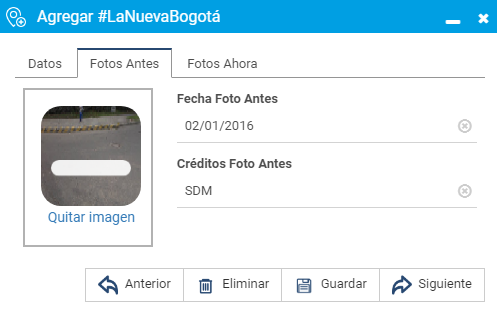 Agregar #LaNuevaBogotá
Datos Fotos Antes Fotos Ahora
Fecha Foto Antes
02/01/2016
Créditos Foto Antes
SDM
Quitar imagen
Anterior Eliminar Guardar Siguiente